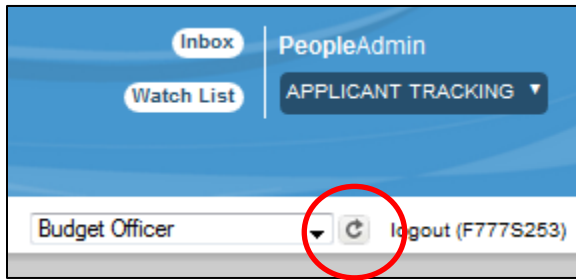 Inbox
PeopleAdmin
Watch List
APPLICANT TRACKING
Budget Officer
logout (F777S253)